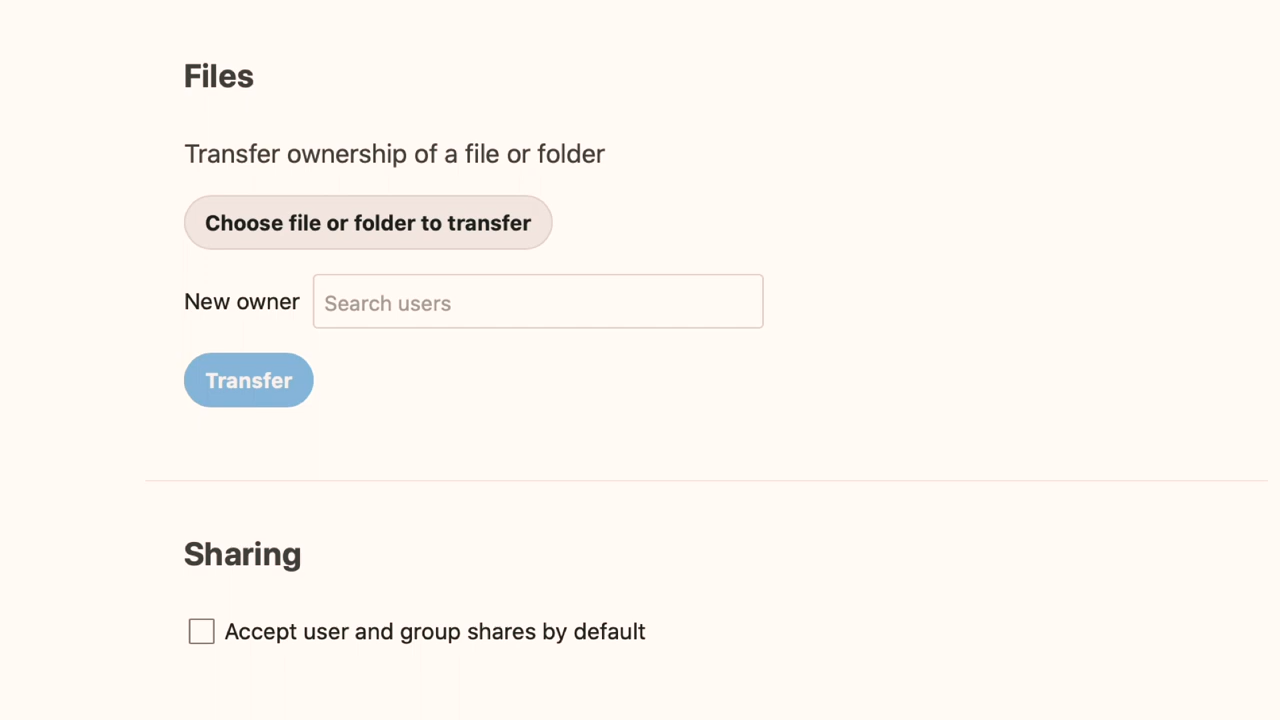 Files
Transfer ownership of a file or folder
Choose file or folder to transfer
New owner Search users
Transfer
Sharing
Accept user and group shares by default